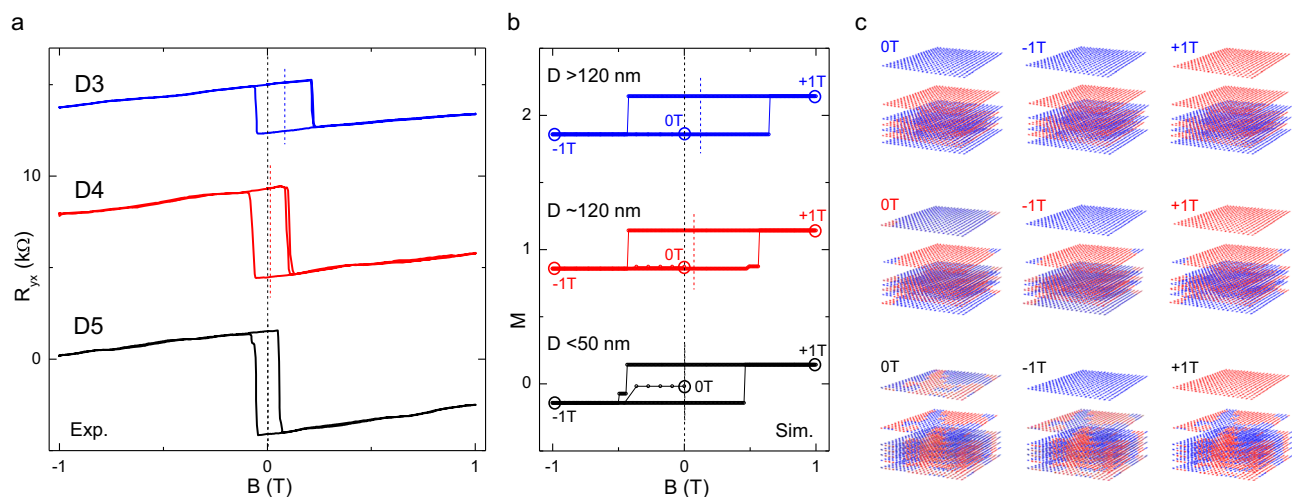 a
D3
D4
D5
Exp.
10
0
R_yx (kΩ)
-1
0
1
B (T)
b
D >120 nm
+1T
0T
-1T
D ~120 nm
+1T
0T
-1T
D <50 nm
+1T
0T
-1T
Sim.
2
1
0
M
-1
0
1
B (T)
c
0T
-1T
+1T
0T
-1T
+1T
0T
-1T
+1T